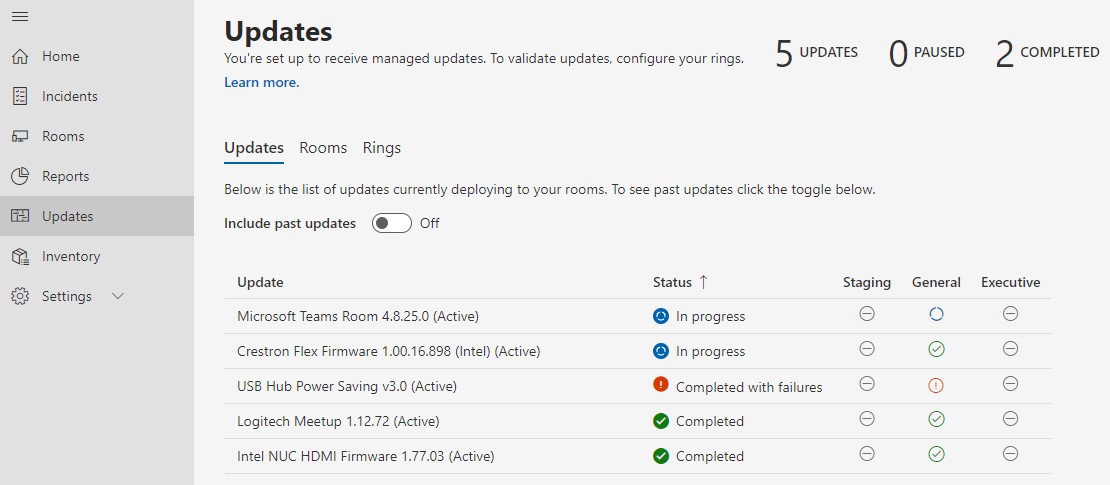 Updates
You're set up to receive managed updates. To validate updates, configure your rings.
Learn more.
5 UPDATES 0 PAUSED 2 COMPLETED
Home
Incidents
Rooms
Reports
Updates
Inventory
Settings
Updates Rooms Rings
Below is the list of updates currently deploying to your rooms. To see past updates click the toggle below.
Include past updates Off
Update Status ↑ Staging General Executive
Microsoft Teams Room 4.8.25.0 (Active) In progress
Crestron Flex Firmware 1.00.16.898 (Intel) (Active) In progress
USB Hub Power Saving v3.0 (Active) Completed with failures
Logitech Meetup 1.12.72 (Active) Completed
Intel NUC HDMI Firmware 1.77.03 (Active) Completed